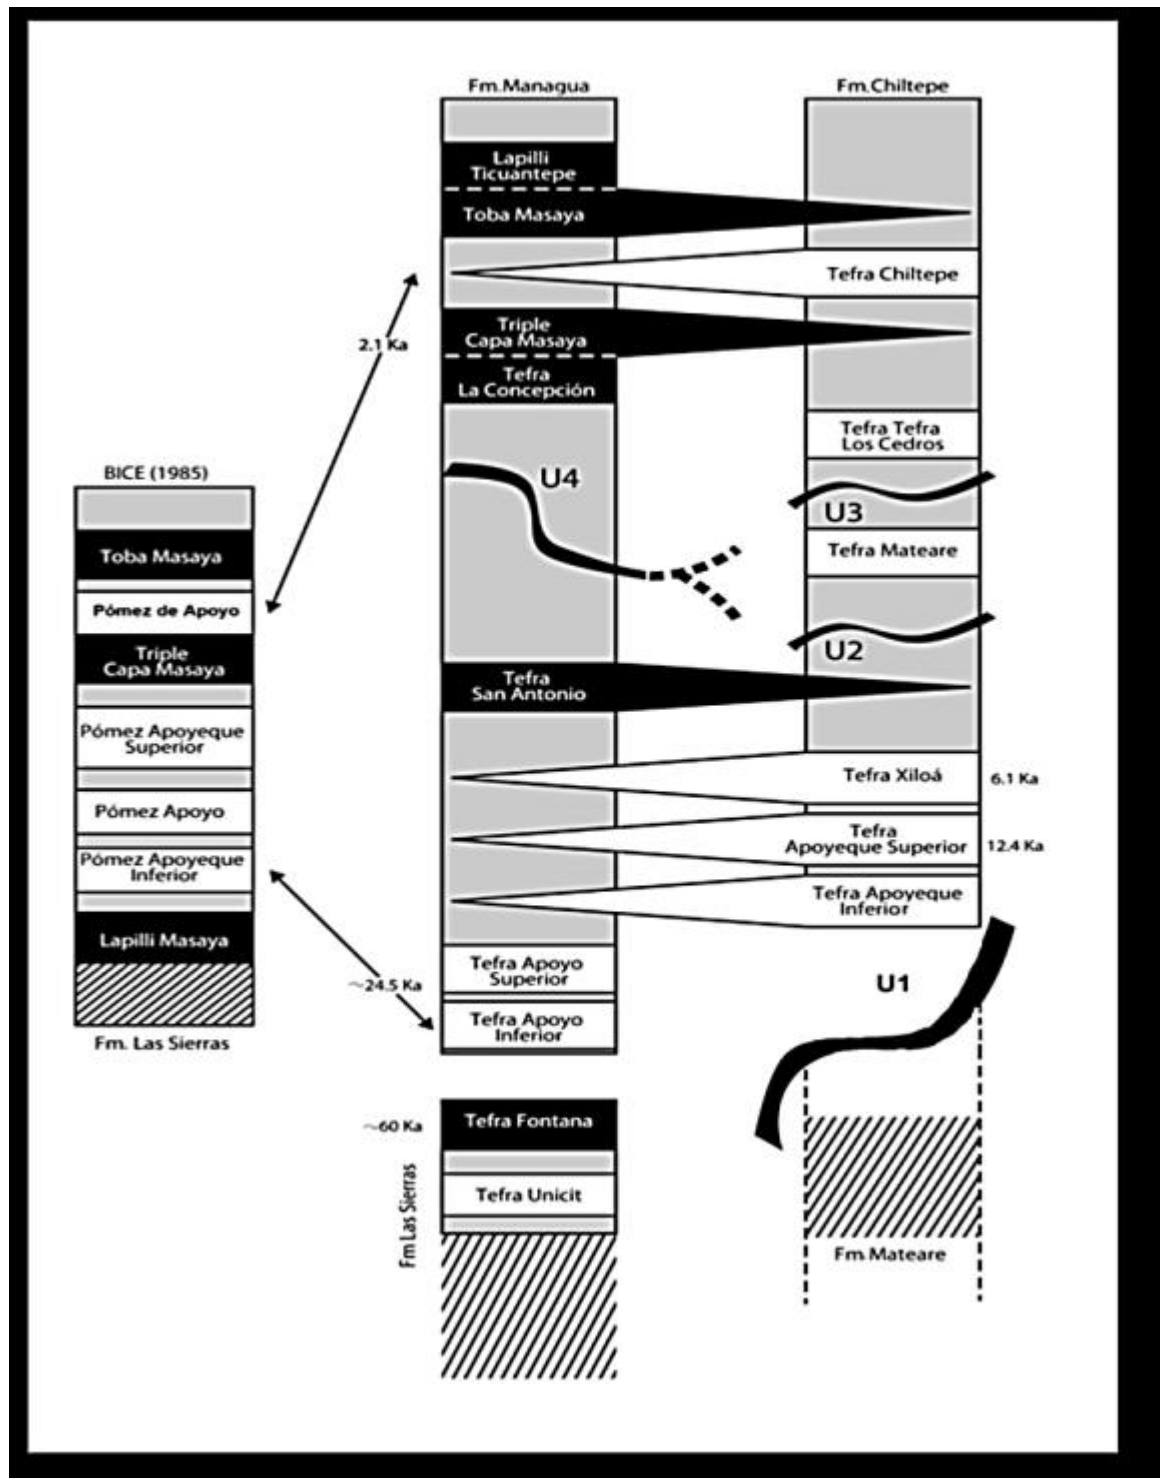 BICE (1985)
Toba Masaya
Pómez de Apoyo
Triple
Capa Masaya
Pómez Apoyeque
Superior
Pómez Apoyo
Pómez Apoyeque
Inferior
Lapilli Masaya
Fm. Las Sierras
2.1 Ka
~24.5 Ka
Fm.Managua
Lapilli
Ticuantepe
Toba Masaya
Triple
Capa Masaya
Tefra
La Concepción
U4
Tefra
San Antonio
Tefra Apoyo
Superior
Tefra Apoyo
Inferior
~60 Ka
Tefra Fontana
Tefra Unicit
Fm Las Sierras
Fm.Chiltepe
Tefra Chiltepe
Tefra Tefra
Los Cedros
U3
Tefra Mateare
U2
Tefra Xiloá
6.1 Ka
Tefra
Apoyeque Superior
12.4 Ka
Tefra Apoyeque
Inferior
U1
Fm Mateare